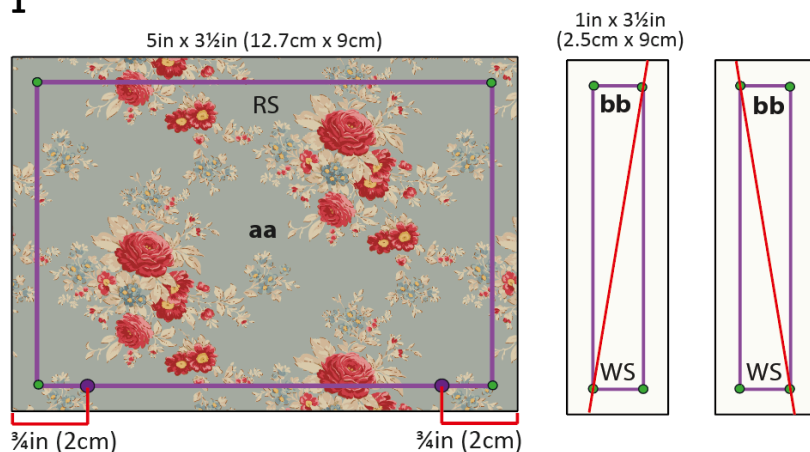 1
5in x 3½in (12.7cm x 9cm)
1in x 3½in
(2.5cm x 9cm)
RS
bb
bb
aa
WS
WS
¾in (2cm)
¾in (2cm)